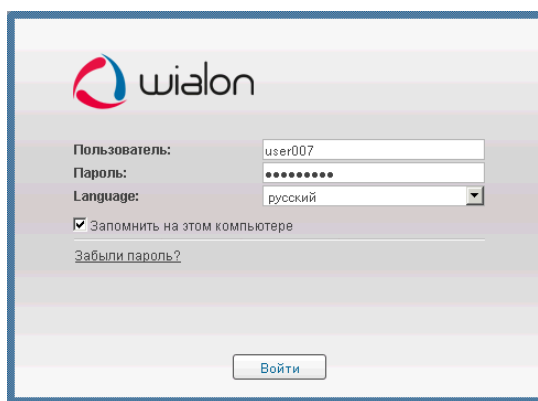 wialon
Пользователь: user007
Пароль: •••••••••
Language: русский
Запомнить на этом компьютере
Забыли пароль?
Войти